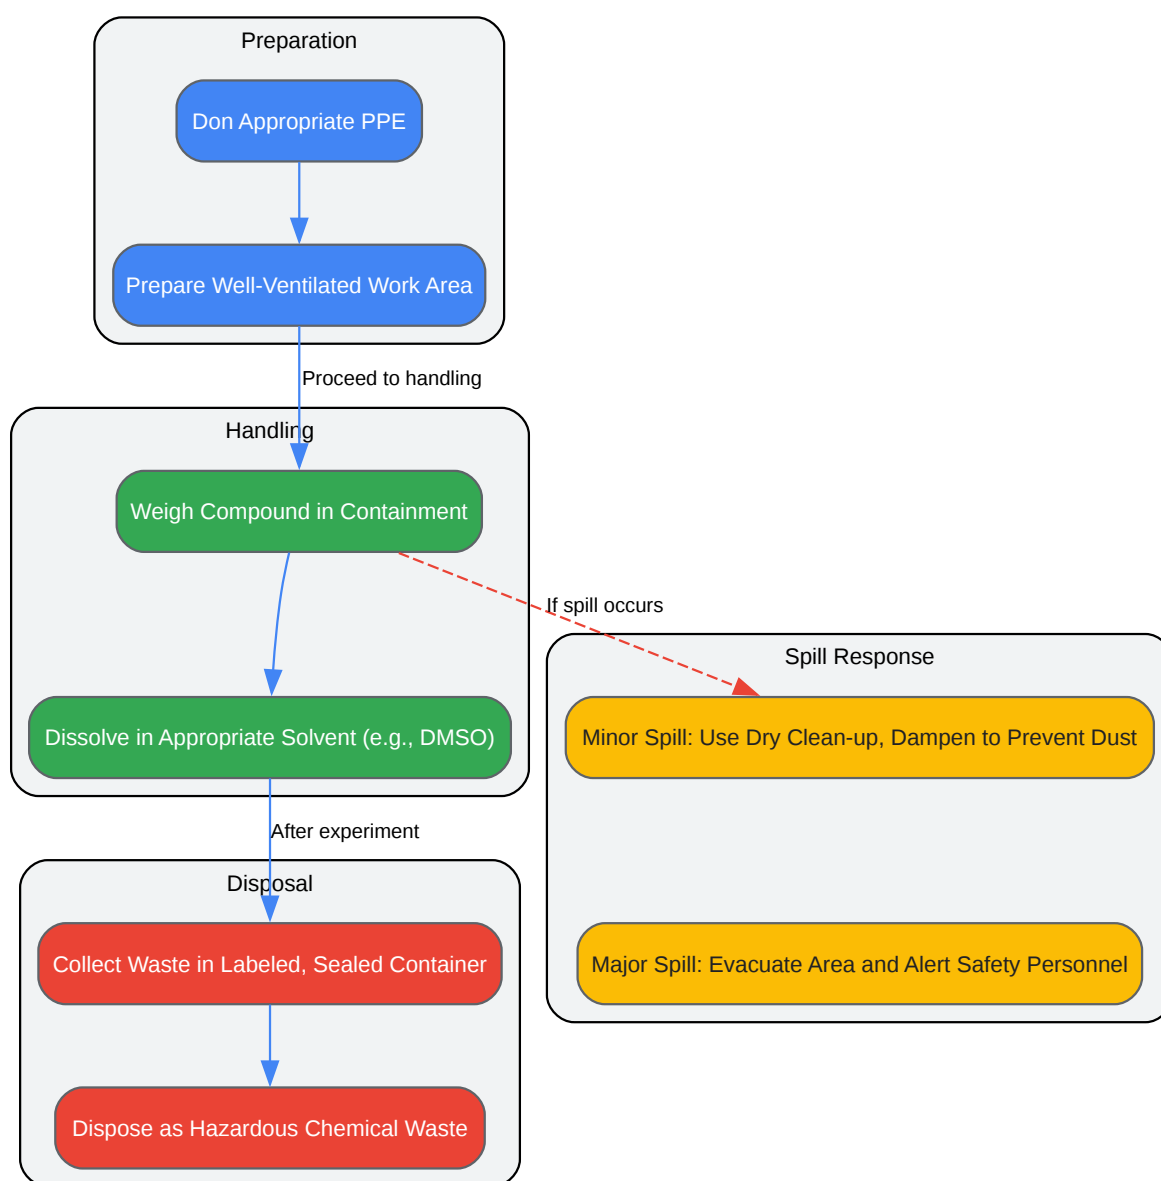 Preparation
Don Appropriate PPE
Prepare Well-Ventilated Work Area
Proceed to handling
Handling
Weigh Compound in Containment
If spill occurs
Spill Response
Dissolve in Appropriate Solvent (e.g., DMSO)
Minor Spill: Use Dry Clean-up, Dampen to Prevent Dust
After experiment
Disposal
Collect Waste in Labeled, Sealed Container
Major Spill: Evacuate Area and Alert Safety Personnel
Dispose as Hazardous Chemical Waste